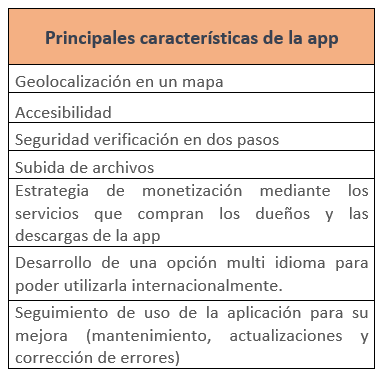 Principales características de la app
Geolocalización en un mapa
Accesibilidad
Seguridad verificación en dos pasos
Subida de archivos
Estrategia de monetización mediante los
servicios que compran los dueños y las
descargas de la app
Desarrollo de una opción multi idioma para
poder utilizarla internacionalmente.
Seguimiento de uso de la aplicación para su
mejora (mantenimiento, actualizaciones y
corrección de errores)